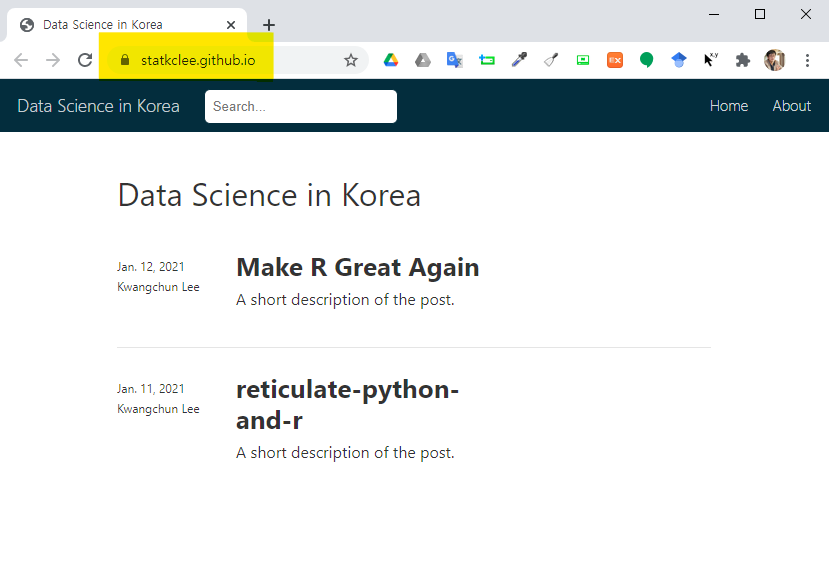 Data Science in Korea
statkclee.github.io
EX
x,y
Data Science in Korea
Search...
Home
About
Data Science in Korea
Jan. 12, 2021
Kwangchun Lee
Make R Great Again
A short description of the post.
Jan. 11, 2021
Kwangchun Lee
reticulate-python-
and-r
A short description of the post.